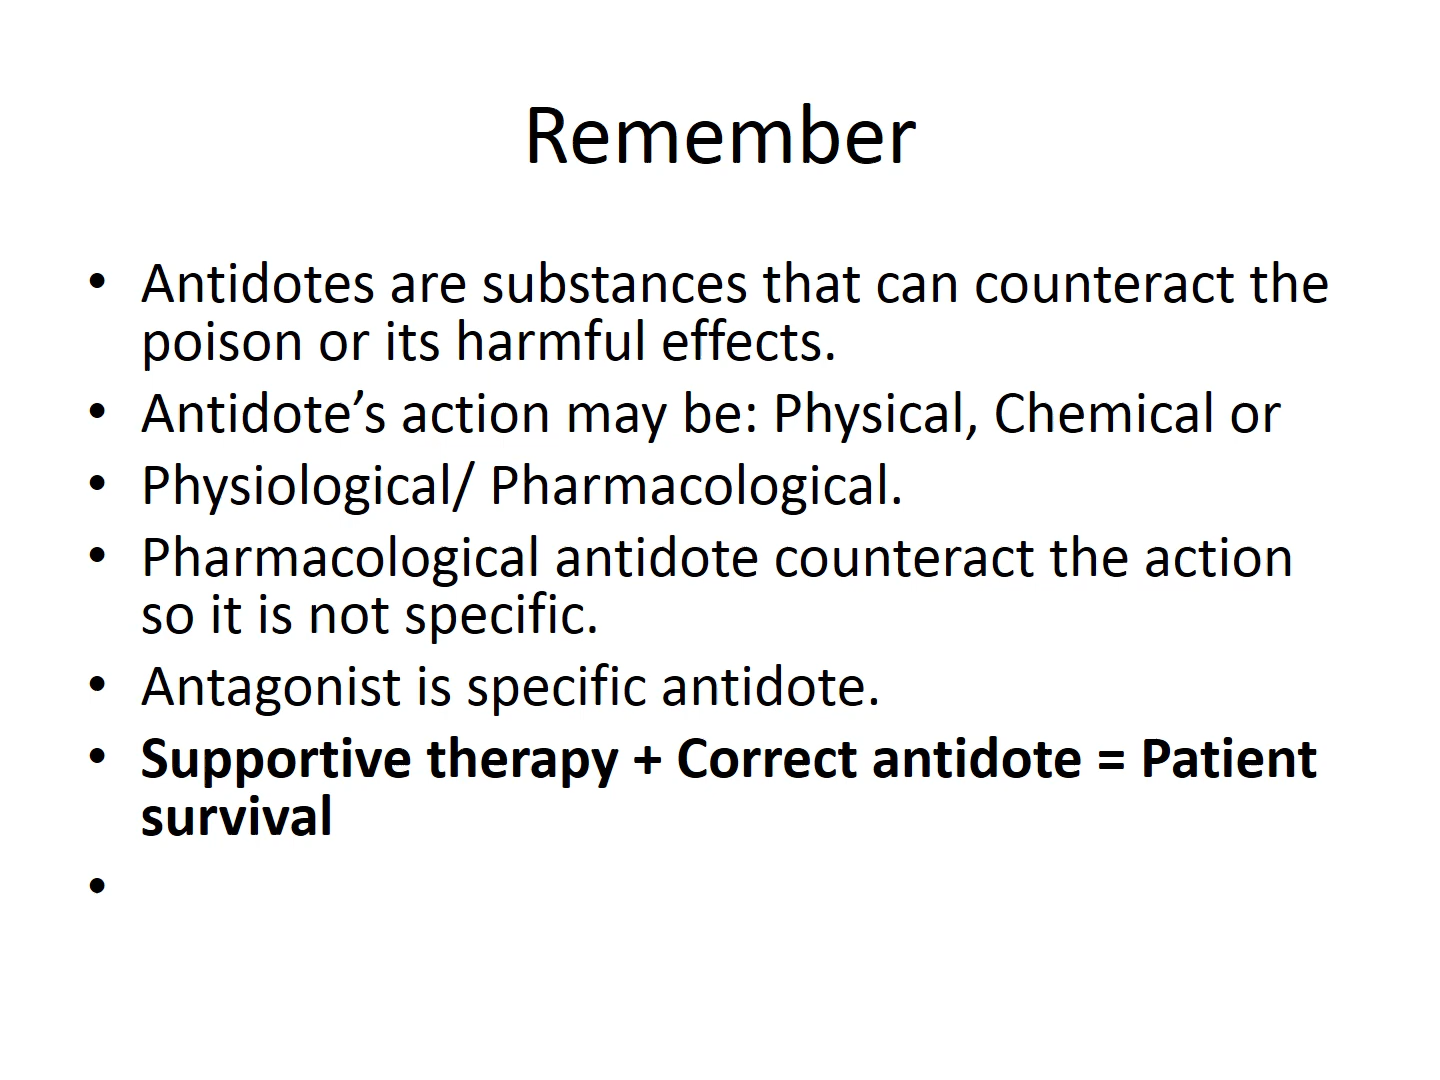 Remember
• Antidotes are substances that can counteract the
poison or its harmful effects.
• Antidote’s action may be: Physical, Chemical or
• Physiological/ Pharmacological.
• Pharmacological antidote counteract the action
so it is not specific.
• Antagonist is specific antidote.
• Supportive therapy + Correct antidote = Patient
survival
•